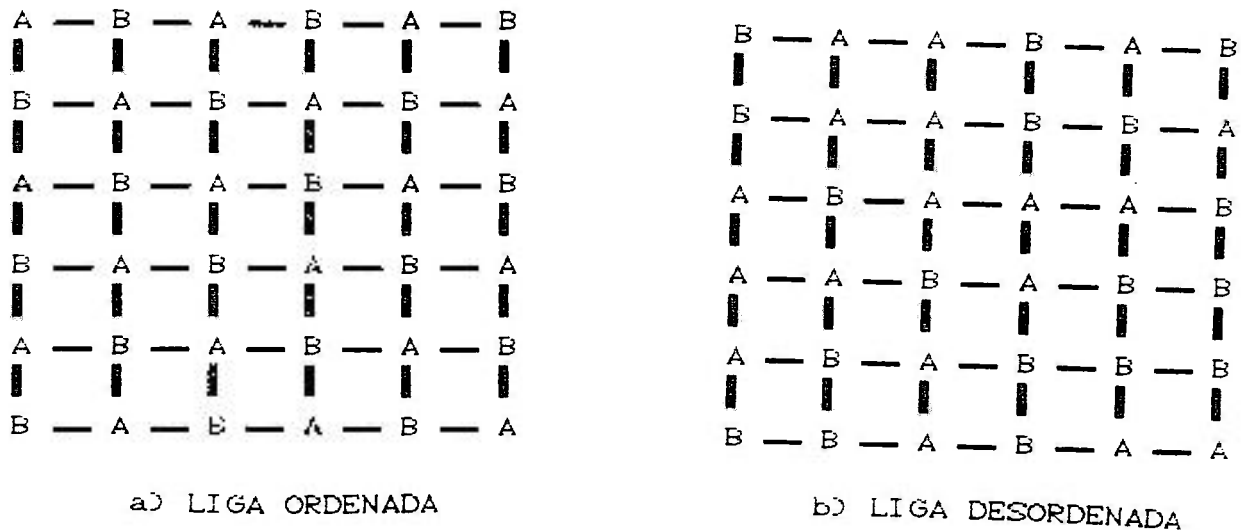 A B A B A B
B A B A B A
A B A B A B
B A B A B A
A B A B A B
B A B A B A
a) LIGA ORDENADA
B A A B A B
B A A B B A
A B A A A B
A A B A B B
A B A B B B
B B A B A A
b) LIGA DESORDENADA